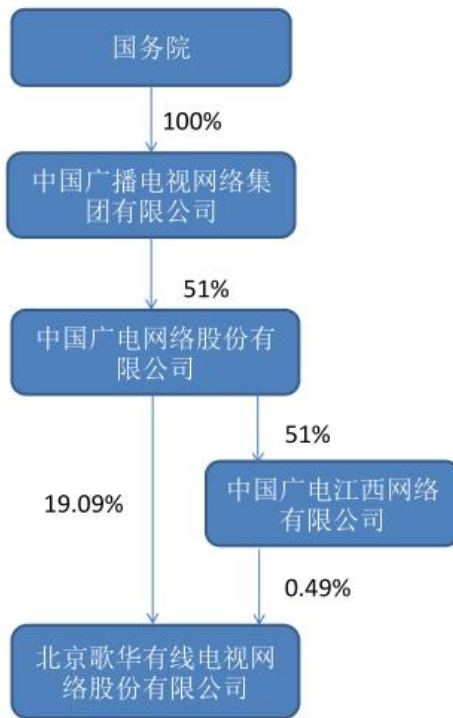 国务院
100%
中国广播电视网络集
团有限公司
51%
中国广电网络股份有
限公司
51%
19.09%
中国广电江西网络
有限公司
0.49%
北京歌华有线电视网
络股份有限公司